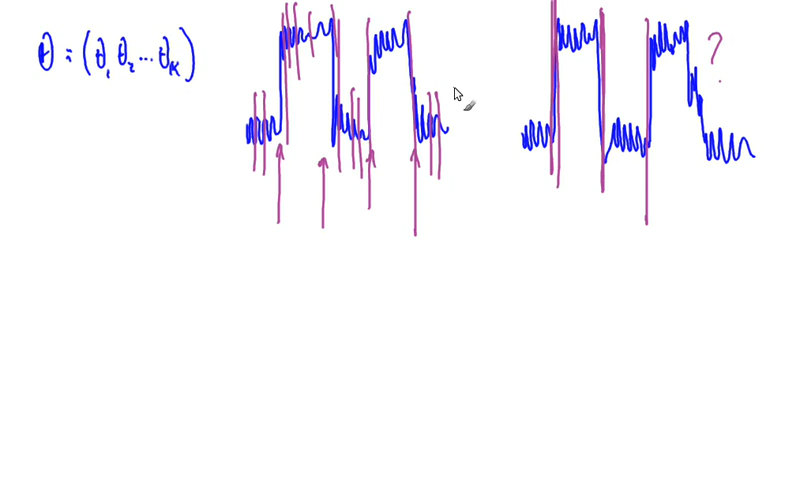 θ = (θ₁ θ₂ ... θₖ)
?